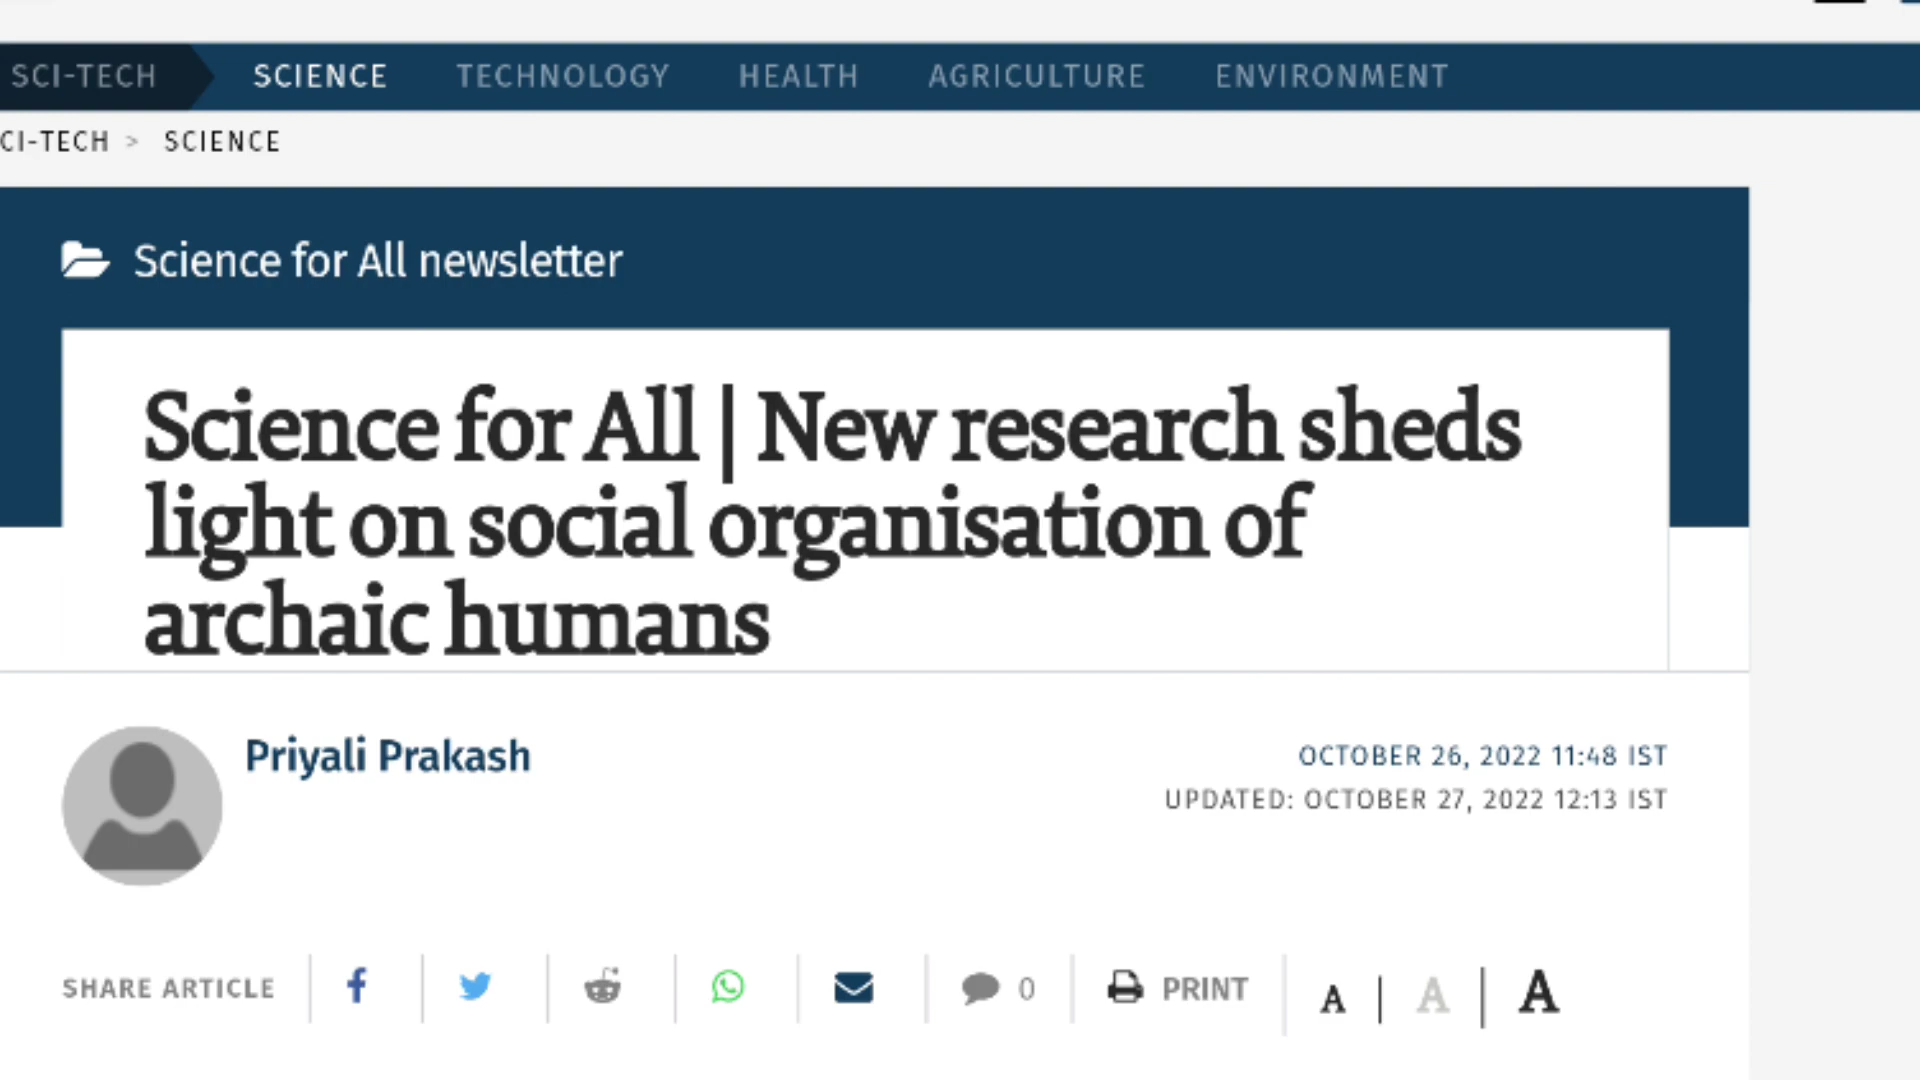 SCI-TECH SCIENCE TECHNOLOGY HEALTH AGRICULTURE ENVIRONMENT
CI-TECH > SCIENCE
Science for All newsletter
Science for All | New research sheds
light on social organisation of
archaic humans
Priyali Prakash
OCTOBER 26, 2022 11:48 IST
UPDATED: OCTOBER 27, 2022 12:13 IST
SHARE ARTICLE 0 PRINT A | A | A